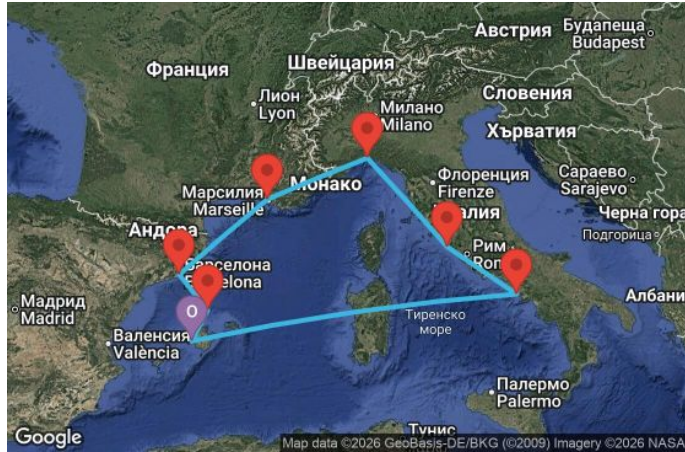 Австрия
Будапеща
Budapest
Франция
Швейцария
Лион
Lyon
Милано
Milano
Словения
Хърватия
Марсилия
Marseille
Монако
Флоренция
Firenze
Сараево
Sarajevo
Андора
Черна гора
Подгорица
Барселона
Рим
Мадрид
Madrid
О
Валенсия
València
Тиренско
море
Албани
Палермо
Palermo
Тунис
Google
Map data ©2026 GeoBasis-DE/BKG (©2009) Imagery ©2026 NASA